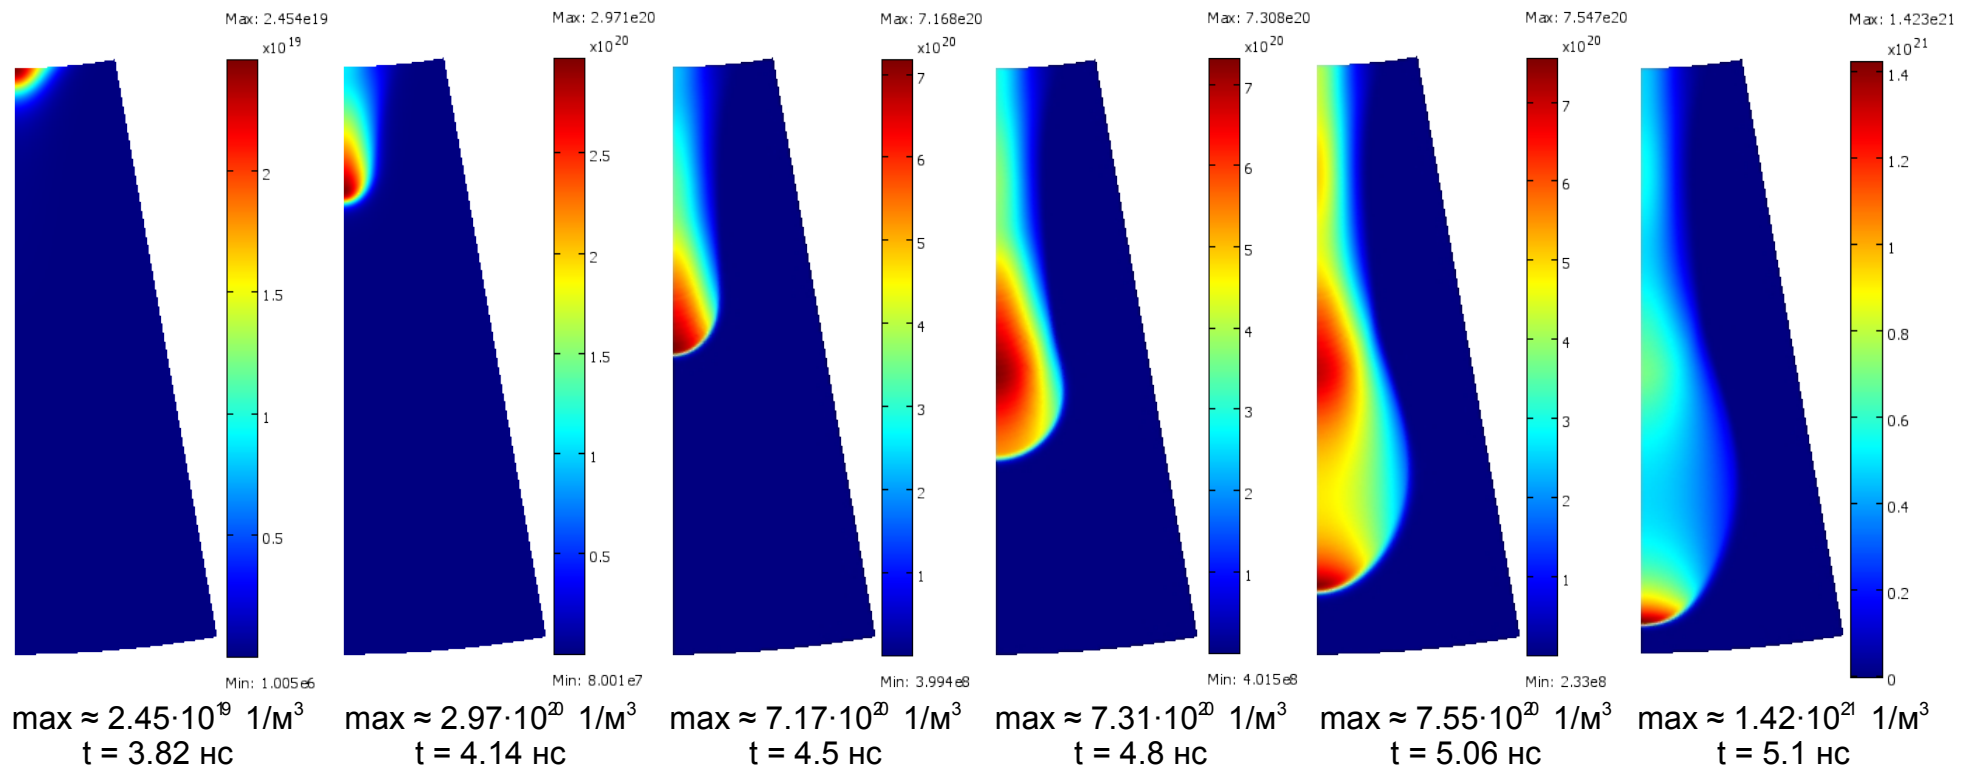 Max: 2.454e19
x10^19
2
1.5
1
0.5
Min: 1.005e6
max ≈ 2.45·10^19 1/м^3
t = 3.82 нс
Max: 2.971e20
x10^20
2.5
2
1.5
1
0.5
Min: 8.001e7
max ≈ 2.97·10^20 1/м^3
t = 4.14 нс
Max: 7.168e20
x10^20
7
6
5
4
3
2
1
Min: 3.994e8
max ≈ 7.17·10^20 1/м^3
t = 4.5 нс
Max: 7.308e20
x10^20
7
6
5
4
3
2
1
Min: 4.015e8
max ≈ 7.31·10^20 1/м^3
t = 4.8 нс
Max: 7.547e20
x10^20
7
6
5
4
3
2
1
Min: 2.33e8
max ≈ 7.55·10^20 1/м^3
t = 5.06 нс
Max: 1.423e21
x10^21
1.4
1.2
1
0.8
0.6
0.4
0.2
0
max ≈ 1.42·10^21 1/м^3
t = 5.1 нс